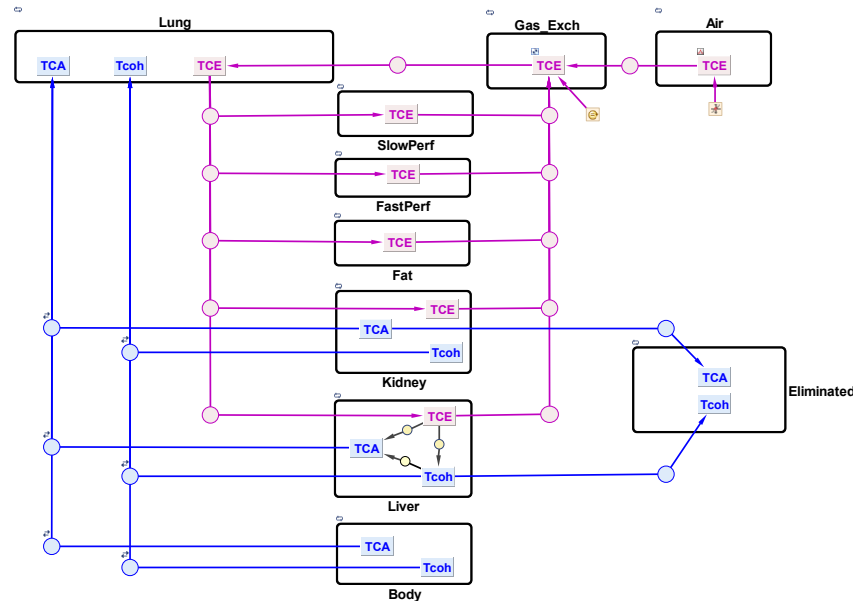 Lung
Gas_Exch
Air
TCA
Tcoh
TCE
TCE
TCE
TCE
SlowPerf
TCE
FastPerf
TCE
Fat
TCE
TCA
Tcoh
Kidney
TCA
Tcoh
Eliminated
TCE
TCA
Tcoh
Liver
TCA
Tcoh
Body